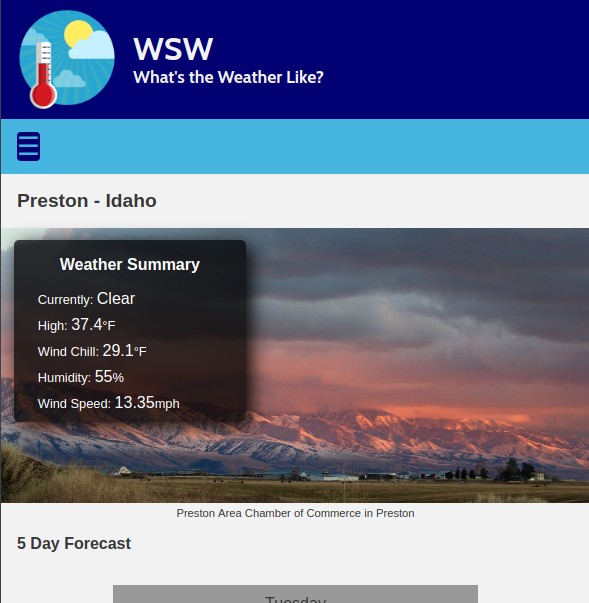 WSW
What's the Weather Like?
Preston - Idaho
Weather Summary
Currently: Clear
High: 37.4°F
Wind Chill: 29.1°F
Humidity: 55%
Wind Speed: 13.35mph
Preston Area Chamber of Commerce in Preston
5 Day Forecast
Tuesday